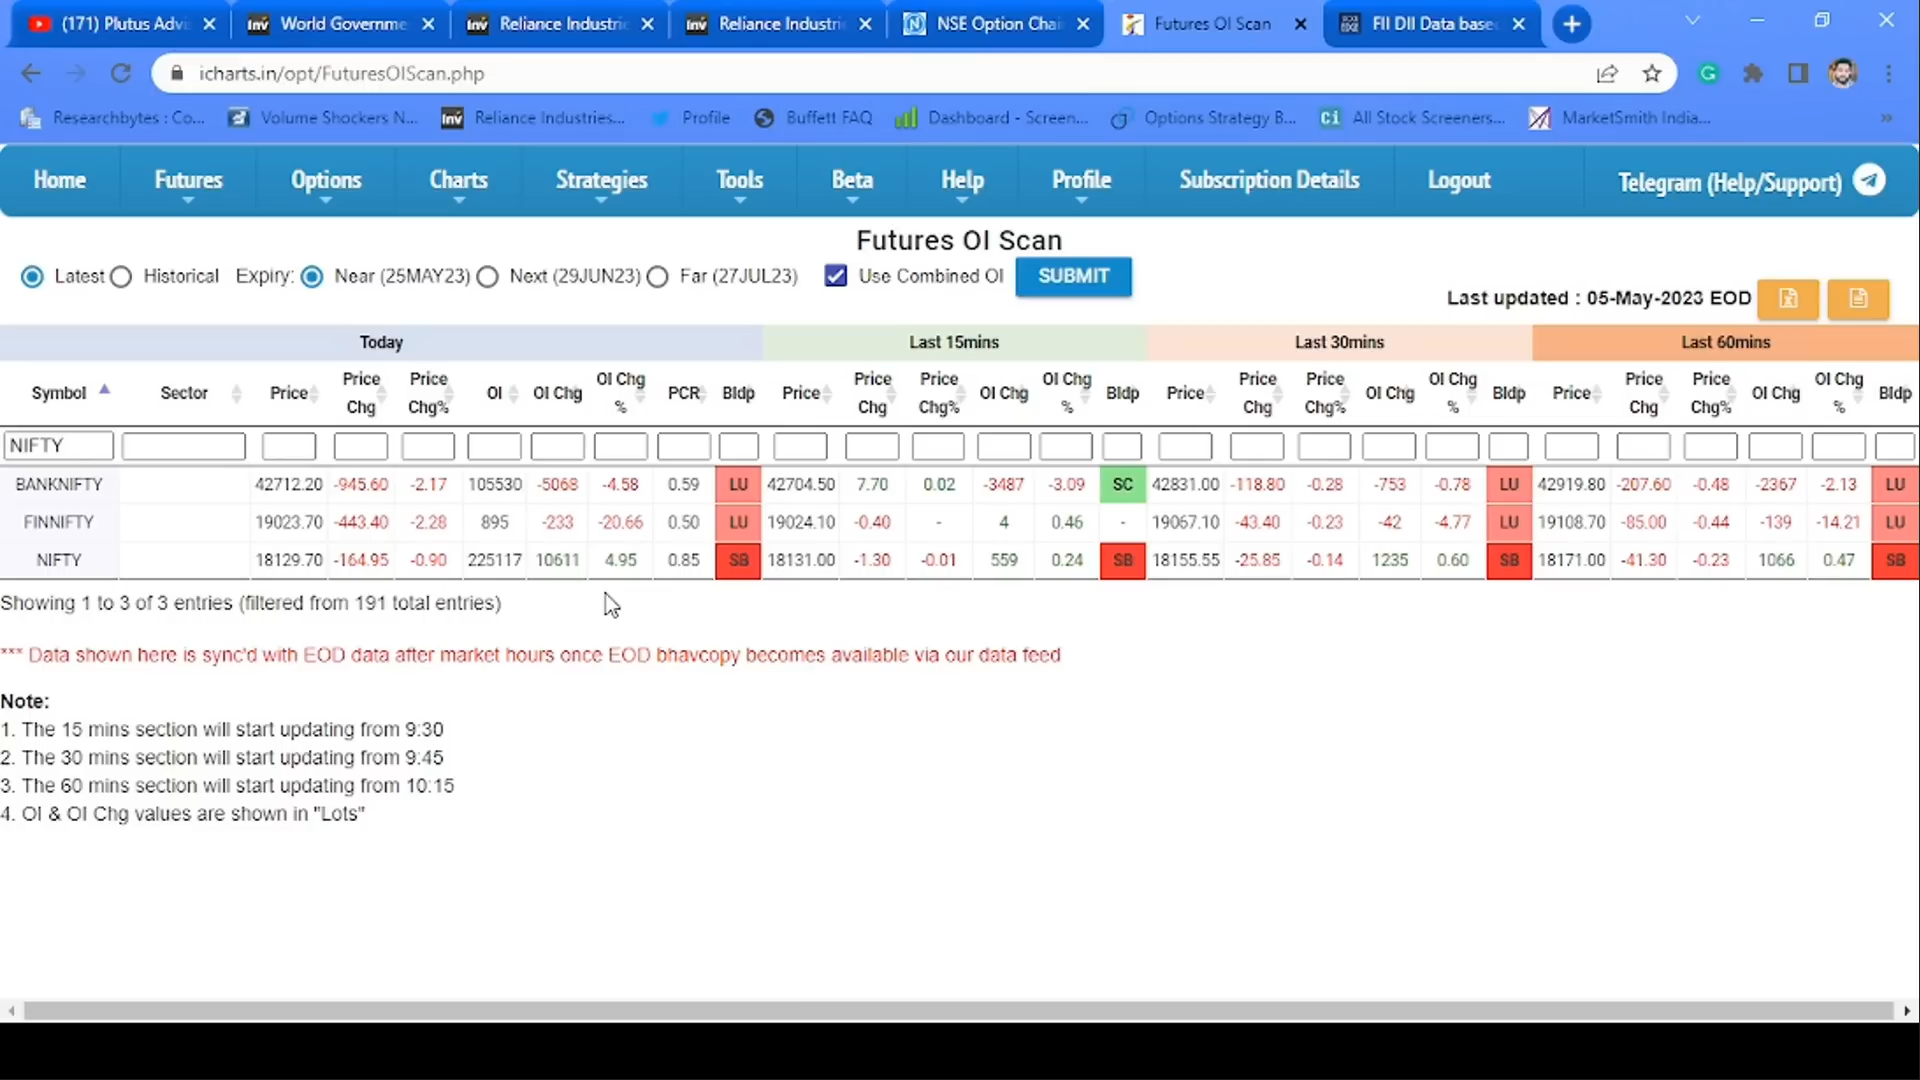 (171) Plutus Advi
World Governme
Reliance Industri
Reliance Industri
NSE Option Chai
Futures OI Scan
FII DII Data base
icharts.in/opt/FuturesOIScan.php
Researchbytes : Co... Volume Shockers N... Reliance Industries... Profile Buffett FAQ Dashboard - Screen... Options Strategy B... All Stock Screeners... MarketSmith India...
Home Futures Options Charts Strategies Tools Beta Help Profile Subscription Details Logout Telegram (Help/Support)
Futures OI Scan
Latest Historical Expiry: Near (25MAY23) Next (29JUN23) Far (27JUL23) Use Combined OI SUBMIT
Last updated : 05-May-2023 EOD
Today Last 15mins Last 30mins Last 60mins
Symbol Sector Price Price Chg Price Chg% OI OI Chg OI Chg % PCR Bldp Price Price Chg Price Chg% OI Chg OI Chg % Bldp Price Price Chg Price Chg% OI Chg OI Chg % Bldp Price Price Chg Price Chg% OI Chg OI Chg % Bldp
NIFTY
BANKNIFTY 42712.20 -945.60 -2.17 105530 -5068 -4.58 0.59 LU 42704.50 7.70 0.02 -3487 -3.09 SC 42831.00 -118.80 -0.28 -753 -0.78 LU 42919.80 -207.60 -0.48 -2367 -2.13 LU
FINNIFTY 19023.70 -443.40 -2.28 895 -233 -20.66 0.50 LU 19024.10 -0.40 - 4 0.46 - 19067.10 -43.40 -0.23 -42 -4.77 LU 19108.70 -85.00 -0.44 -139 -14.21 LU
NIFTY 18129.70 -164.95 -0.90 225117 10611 4.95 0.85 SB 18131.00 -1.30 -0.01 559 0.24 SB 18155.55 -25.85 -0.14 1235 0.60 SB 18171.00 -41.30 -0.23 1066 0.47 SB
Showing 1 to 3 of 3 entries (filtered from 191 total entries)
*** Data shown here is sync'd with EOD data after market hours once EOD bhavcopy becomes available via our data feed
Note:
1. The 15 mins section will start updating from 9:30
2. The 30 mins section will start updating from 9:45
3. The 60 mins section will start updating from 10:15
4. OI & OI Chg values are shown in "Lots"